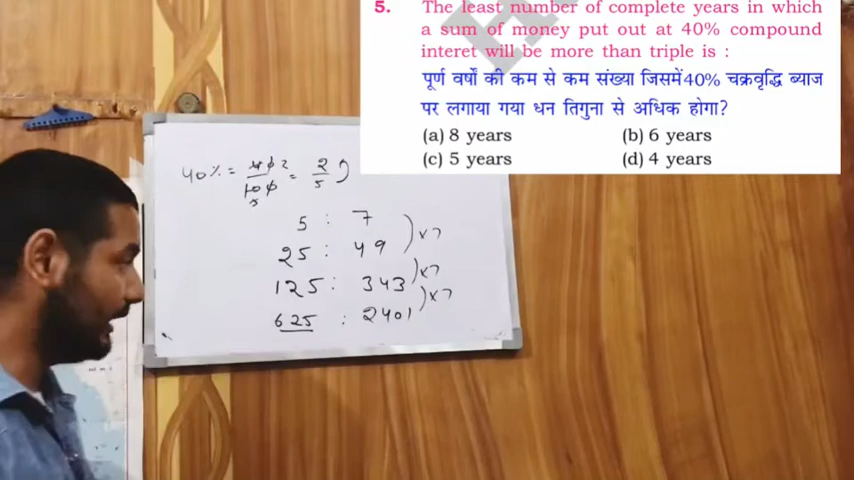 5. The least number of complete years in which
a sum of money put out at 40% compound
interet will be more than triple is :
पूर्ण वर्षों की कम से कम संख्या जिसमें 40% चक्रवृद्धि ब्याज
पर लगाया गया धन तिगुना से अधिक होगा?
(a) 8 years (b) 6 years
(c) 5 years (d) 4 years
40% = 40/100 = 2/5
2
5
5 : 7
25 : 49 ×7
125 : 343 ×7
625 : 2401 ×7